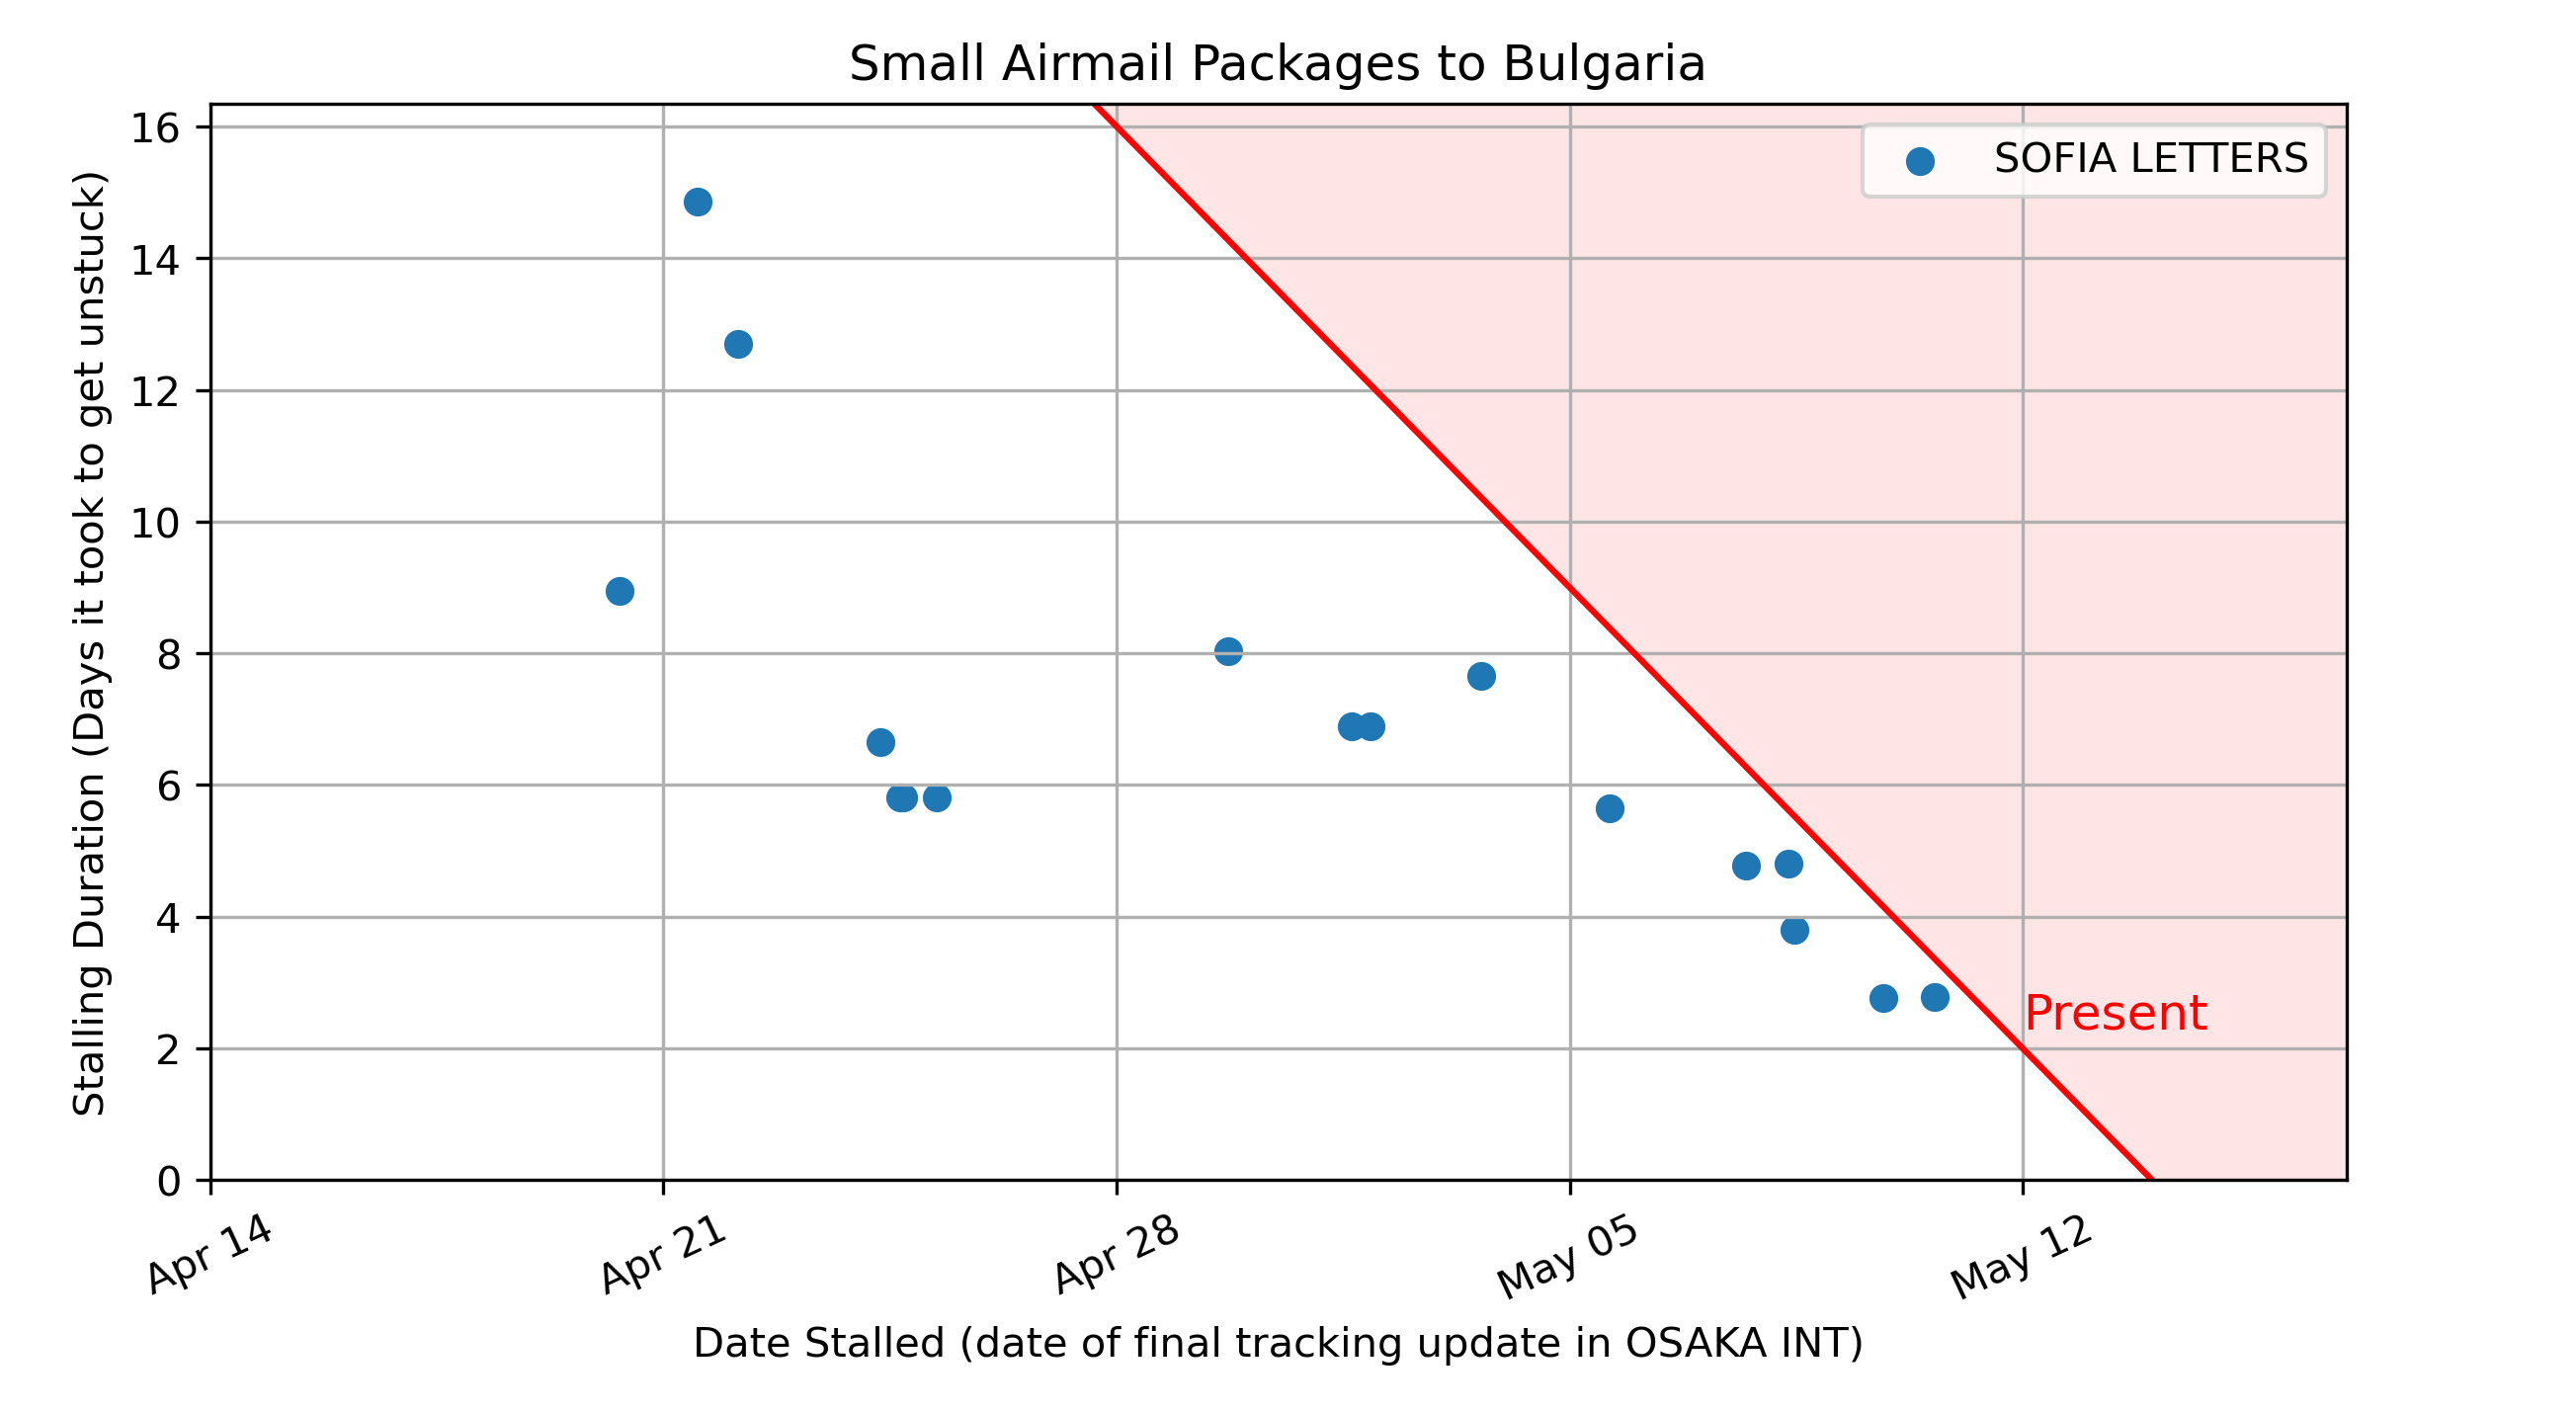 Small Airmail Packages to Bulgaria
SOFIA LETTERS
Stalling Duration (Days it took to get unstuck)
16
14
12
10
8
6
4
2
0
Present
Apr 14
Apr 21
Apr 28
May 05
May 12
Date Stalled (date of final tracking update in OSAKA INT)